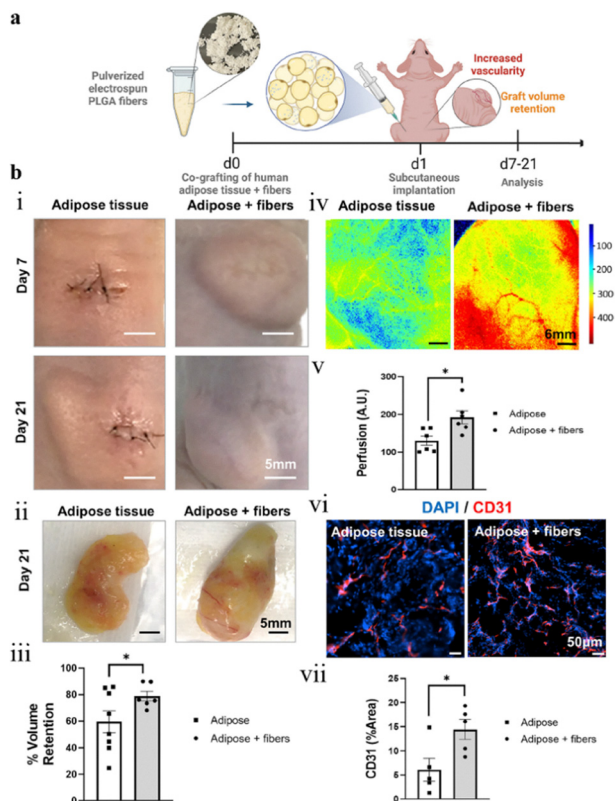 a
Pulverized
electrospun
PLGA fibers
Increased
vascularity
Graft volume
retention
d0
d1
d7-21
Co-grafting of human
adipose tissue + fibers
Subcutaneous
implantation
Analysis
b
i
Adipose tissue
Adipose + fibers
Day 7
Day 21
5mm
ii
Adipose tissue
Adipose + fibers
Day 21
5mm
iii
% Volume
Retention
100
80
60
40
20
0
*
Adipose
Adipose + fibers
iv
Adipose tissue
Adipose + fibers
100
200
300
400
6mm
v
Perfusion (A.U.)
300
200
100
0
*
Adipose
Adipose + fibers
vi
DAPI / CD31
Adipose tissue
Adipose + fibers
50μm
vii
CD31 (%Area)
25
20
15
10
5
0
*
Adipose
Adipose + fibers